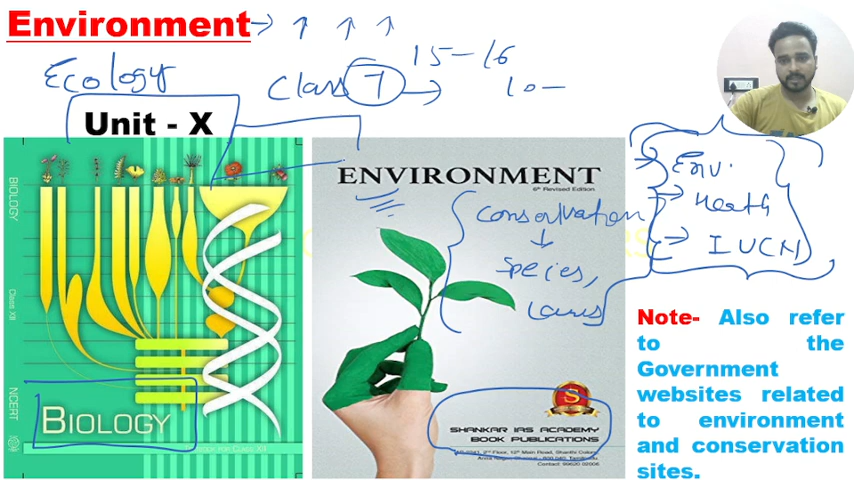 Environment → ↑ ↑ ↑
Ecology
Class 7 →
15-16
10-
Unit - X
BIOLOGY
Class XII
NCERT
BIOLOGY
ENVIRONMENT
6th Revised Edition
Conservation
↓
Species,
Laws
SHANKAR IAS ACADEMY
BOOK PUBLICATIONS
→ Env.
→ Heath
→ IUCN
Note- Also refer
to the
Government
websites related
to environment
and conservation
sites.